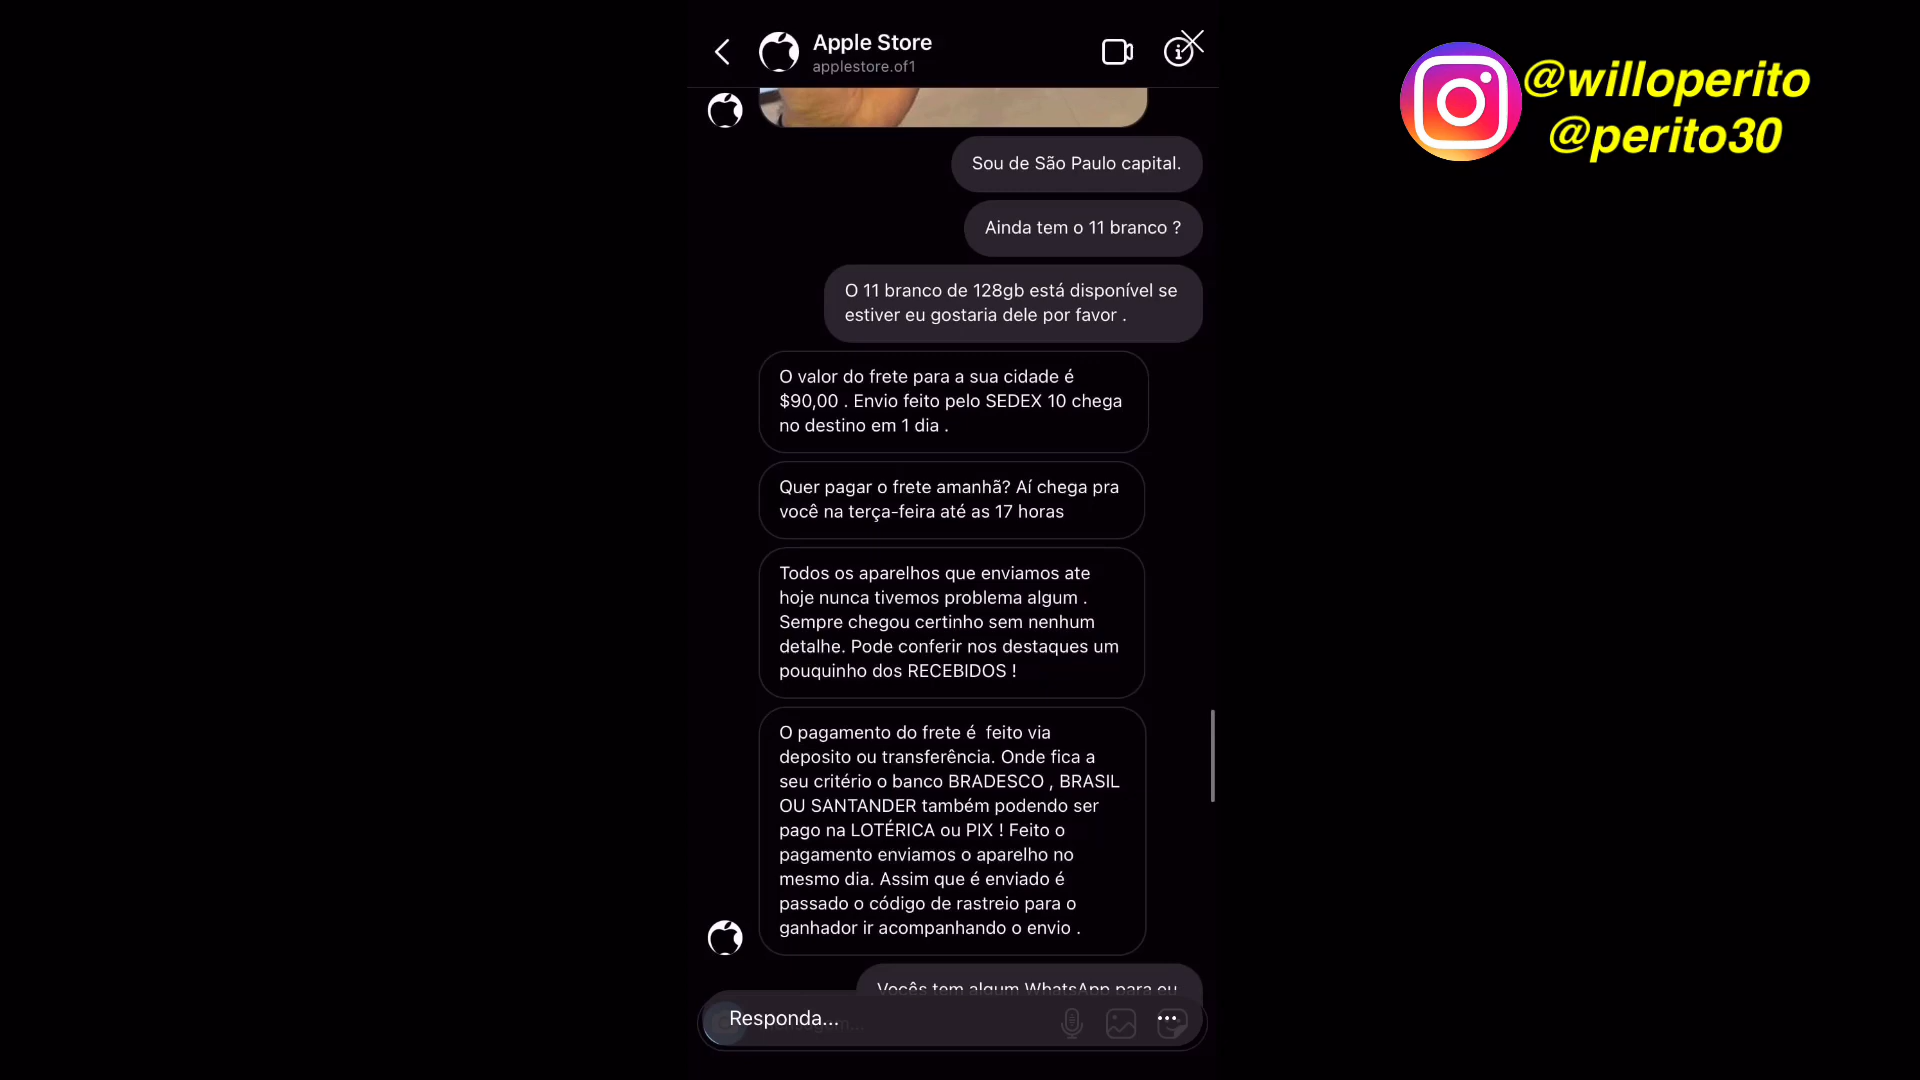 Apple Store
applestore.of1
@willoperito
@perito30
Sou de São Paulo capital.
Ainda tem o 11 branco ?
O 11 branco de 128gb está disponível se
estiver eu gostaria dele por favor .
O valor do frete para a sua cidade é
$90,00 . Envio feito pelo SEDEX 10 chega
no destino em 1 dia .
Quer pagar o frete amanhã? Aí chega pra
você na terça-feira até as 17 horas
Todos os aparelhos que enviamos ate
hoje nunca tivemos problema algum .
Sempre chegou certinho sem nenhum
detalhe. Pode conferir nos destaques um
pouquinho dos RECEBIDOS !
O pagamento do frete é  feito via
deposito ou transferência. Onde fica a
seu critério o banco BRADESCO , BRASIL
OU SANTANDER também podendo ser
pago na LOTÉRICA ou PIX ! Feito o
pagamento enviamos o aparelho no
mesmo dia. Assim que é enviado é
passado o código de rastreio para o
ganhador ir acompanhando o envio .
Vocês tem algum WhatsApp para eu
Responda...